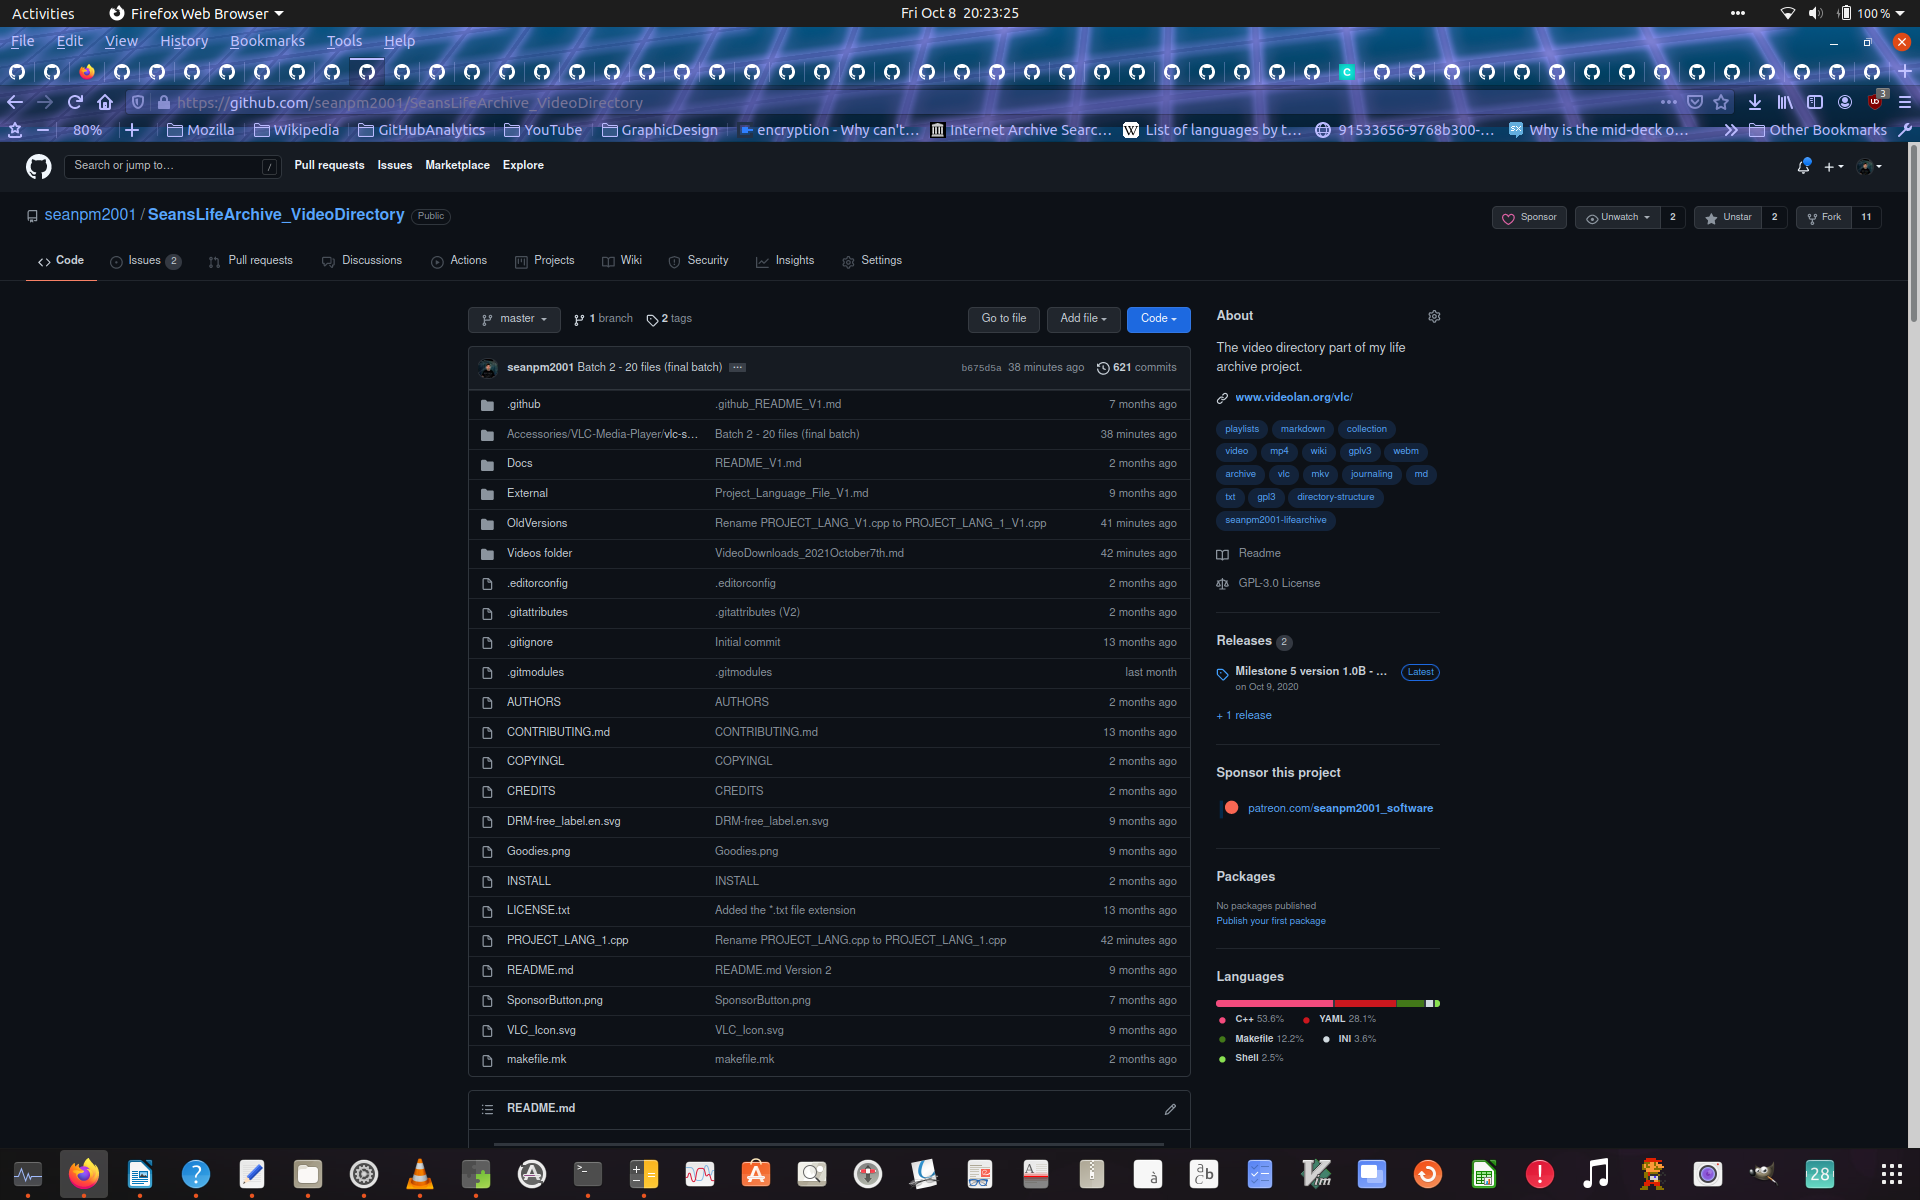 Activities Firefox Web Browser Fri Oct 8 20:23:25 100 %
File Edit View History Bookmarks Tools Help
https://github.com/seanpm2001/SeansLifeArchive_VideoDirectory 3
80% Mozilla Wikipedia GitHubAnalytics YouTube GraphicDesign encryption - Why can't… Internet Archive Searc… List of languages by t… 91533656-9768b300-… Why is the mid-deck o… Other Bookmarks
Search or jump to… / Pull requests Issues Marketplace Explore
seanpm2001 / SeansLifeArchive_VideoDirectory Public Sponsor Unwatch 2 Unstar 2 Fork 11
Code Issues 2 Pull requests Discussions Actions Projects Wiki Security Insights Settings
master 1 branch 2 tags Go to file Add file Code
seanpm2001 Batch 2 - 20 files (final batch) ... b675d5a 38 minutes ago 621 commits
.github .github_README_V1.md 7 months ago
Accessories/VLC-Media-Player/vlc-s… Batch 2 - 20 files (final batch) 38 minutes ago
Docs README_V1.md 2 months ago
External Project_Language_File_V1.md 9 months ago
OldVersions Rename PROJECT_LANG_V1.cpp to PROJECT_LANG_1_V1.cpp 41 minutes ago
Videos folder VideoDownloads_2021October7th.md 42 minutes ago
.editorconfig .editorconfig 2 months ago
.gitattributes .gitattributes (V2) 2 months ago
.gitignore Initial commit 13 months ago
.gitmodules .gitmodules last month
AUTHORS AUTHORS 2 months ago
CONTRIBUTING.md CONTRIBUTING.md 13 months ago
COPYINGL COPYINGL 2 months ago
CREDITS CREDITS 2 months ago
DRM-free_label.en.svg DRM-free_label.en.svg 9 months ago
Goodies.png Goodies.png 9 months ago
INSTALL INSTALL 2 months ago
LICENSE.txt Added the *.txt file extension 13 months ago
PROJECT_LANG_1.cpp Rename PROJECT_LANG.cpp to PROJECT_LANG_1.cpp 42 minutes ago
README.md README.md Version 2 9 months ago
SponsorButton.png SponsorButton.png 7 months ago
VLC_Icon.svg VLC_Icon.svg 9 months ago
makefile.mk makefile.mk 2 months ago
README.md
About
The video directory part of my life
archive project.
www.videolan.org/vlc/
playlists markdown collection
video mp4 wiki gplv3 webm
archive vlc mkv journaling md
txt gpl3 directory-structure
seanpm2001-lifearchive
Readme
GPL-3.0 License
Releases 2
Milestone 5 version 1.0B - … Latest
on Oct 9, 2020
+ 1 release
Sponsor this project
patreon.com/seanpm2001_software
Packages
No packages published
Publish your first package
Languages
C++ 53.6% YAML 28.1%
Makefile 12.2% INI 3.6%
Shell 2.5%
28